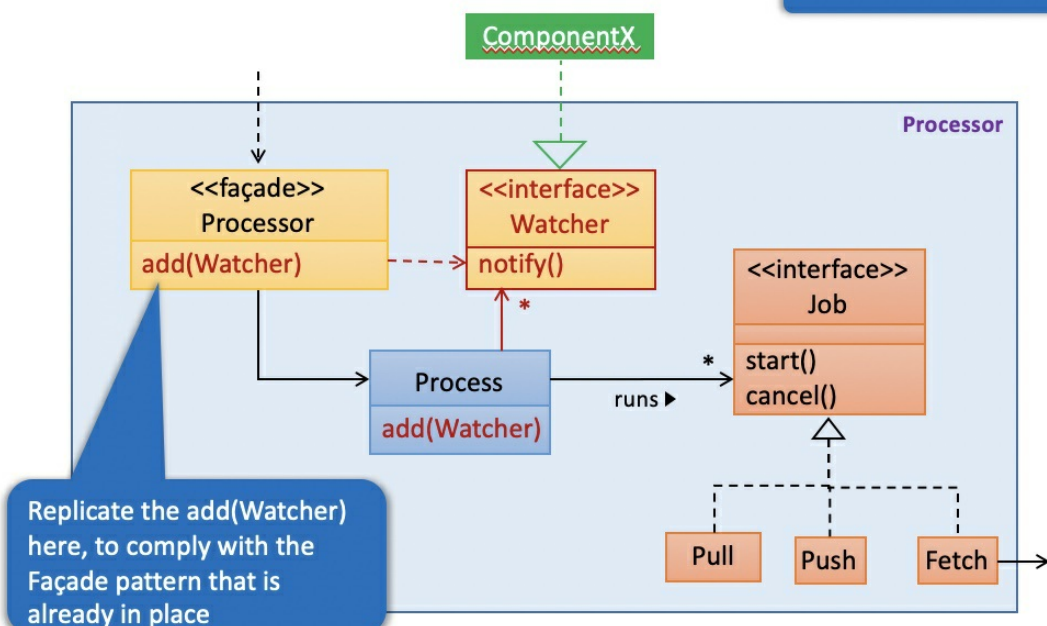 ComponentX
Processor
<<façade>>
Processor
add(Watcher)
<<interface>>
Watcher
notify()
*
<<interface>>
Job
start()
cancel()
Process
add(Watcher)
*
runs ▶
Replicate the add(Watcher)
here, to comply with the
Façade pattern that is
already in place
Pull
Push
Fetch